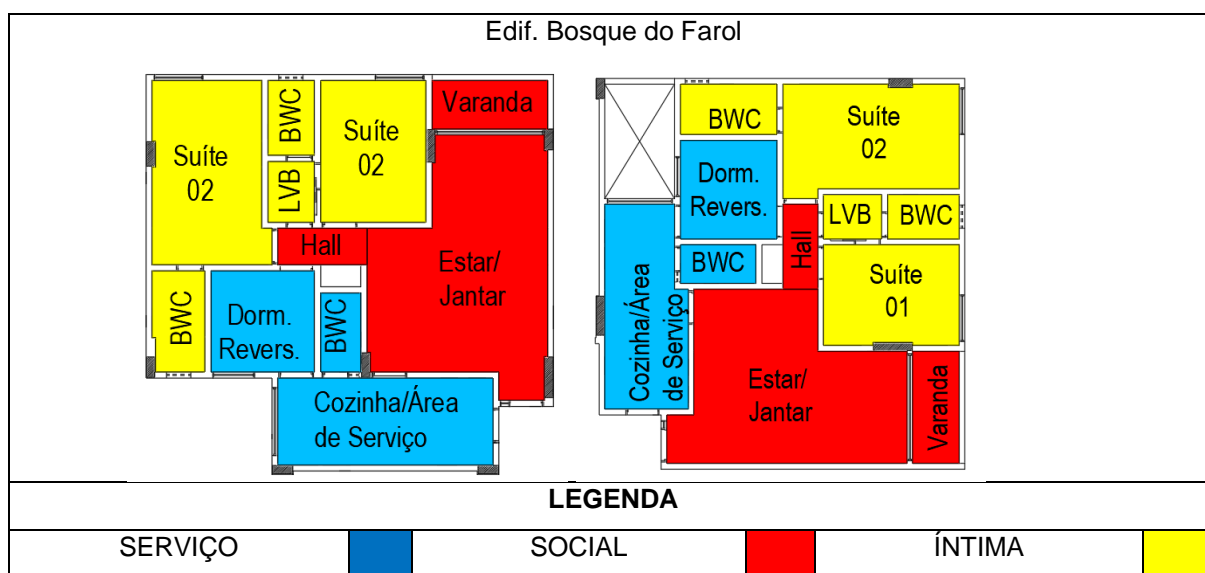 Edif. Bosque do Farol
Suíte
02
BWC
LVB
Suíte
02
Varanda
Hall
Estar/
Jantar
BWC
Dorm.
Revers.
BWC
Cozinha/Área
de Serviço
BWC
Suíte
02
Dorm.
Revers.
LVB
BWC
Hall
BWC
Suíte
01
Cozinha/Área
de Serviço
Estar/
Jantar
Varanda
LEGENDA
SERVIÇO
SOCIAL
ÍNTIMA